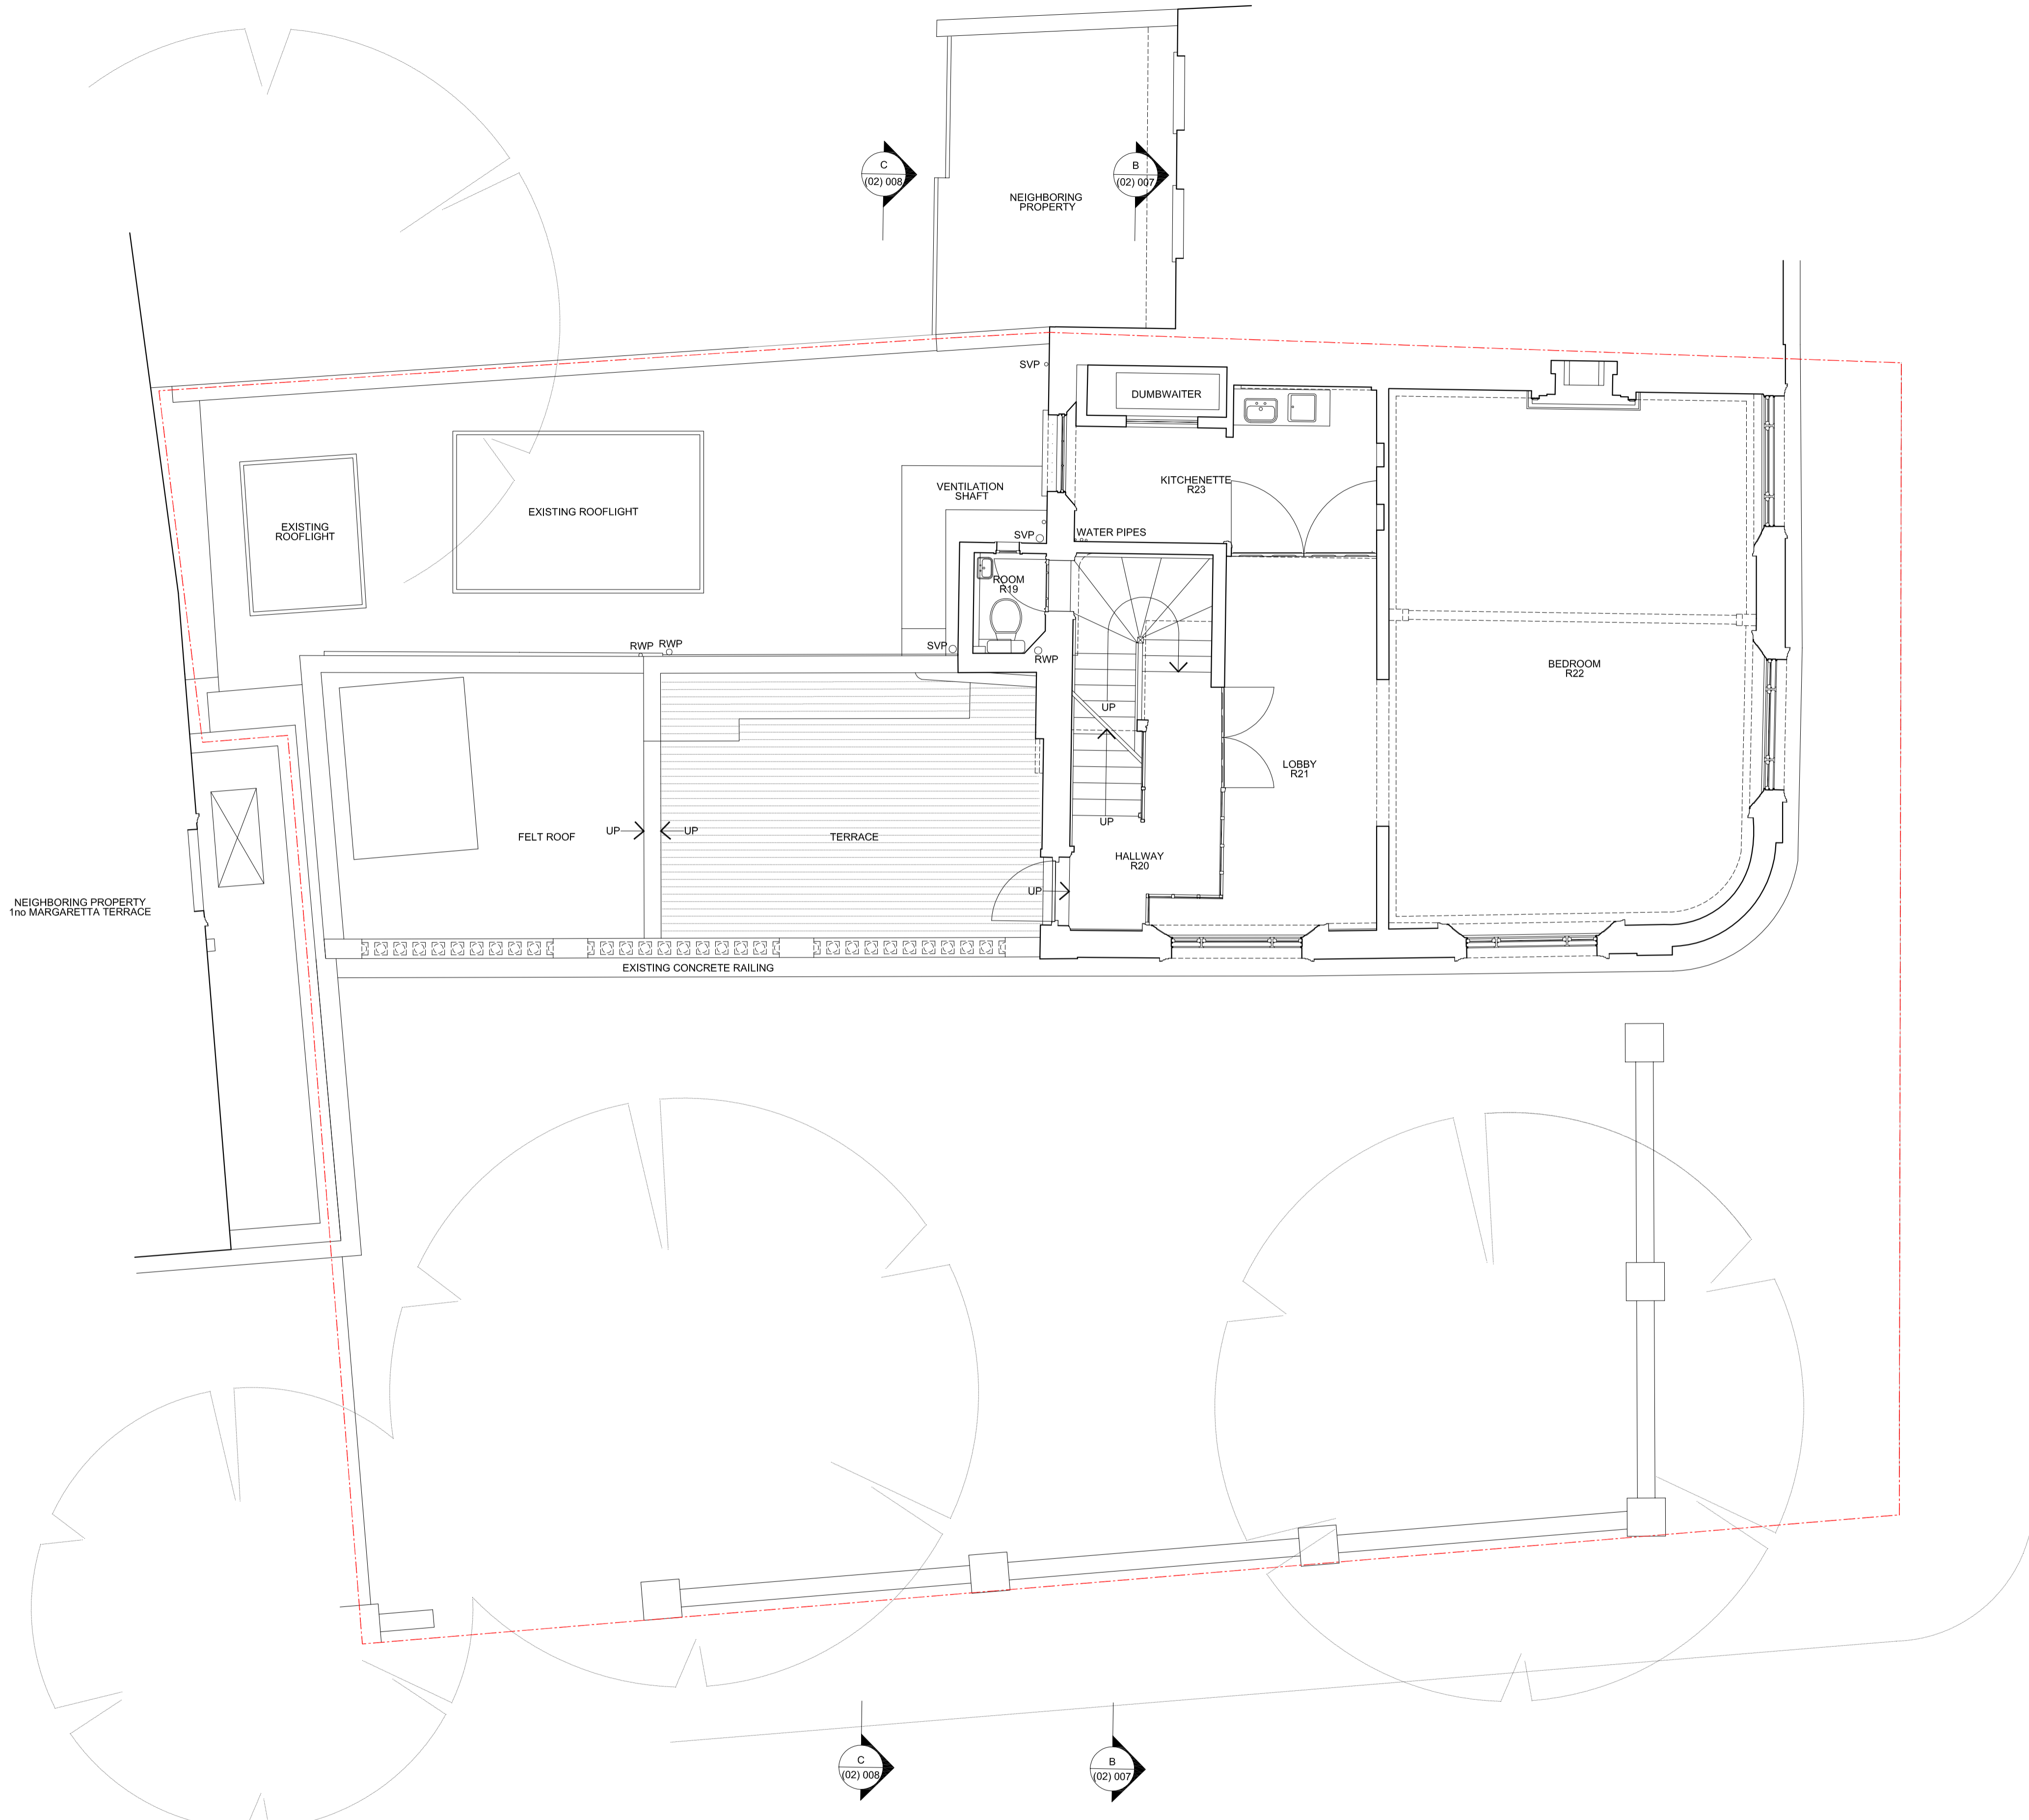 C
(02) 008
B
(02) 007
NEIGHBORING
PROPERTY
SVP
DUMBWAITER
KITCHENETTE
R23
VENTILATION
SHAFT
EXISTING ROOFLIGHT
EXISTING
ROOFLIGHT
SVP
WATER PIPES
ROOM
R19
RWP
RWP
SVP
RWP
BEDROOM
R22
UP
LOBBY
R21
FELT ROOF
UP
UP
TERRACE
UP
HALLWAY
R20
UP
NEIGHBORING PROPERTY
1no MARGARETTA TERRACE
EXISTING CONCRETE RAILING
C
(02) 008
B
(02) 007